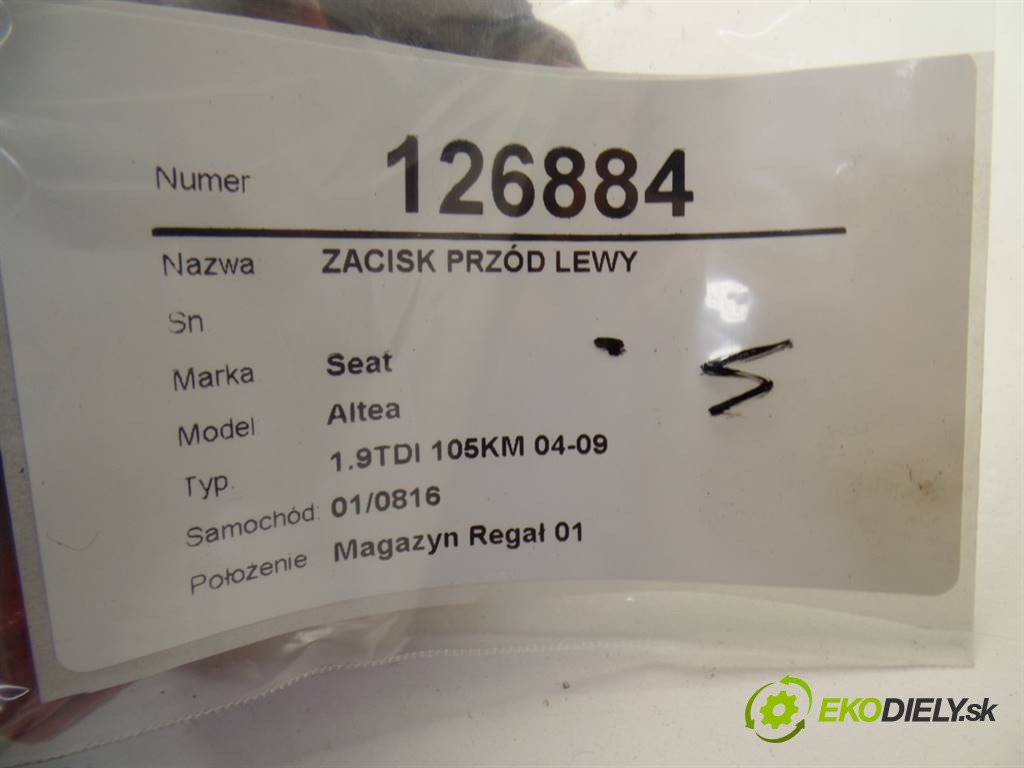 Numer 126884
Nazwa ZACISK PRZÓD LEWY
Sn
Marka Seat
Model Altea
Typ. 1.9TDI 105KM 04-09
Samochód: 01/0816
Położenie Magazyn Regał 01
EKODIELY.sk